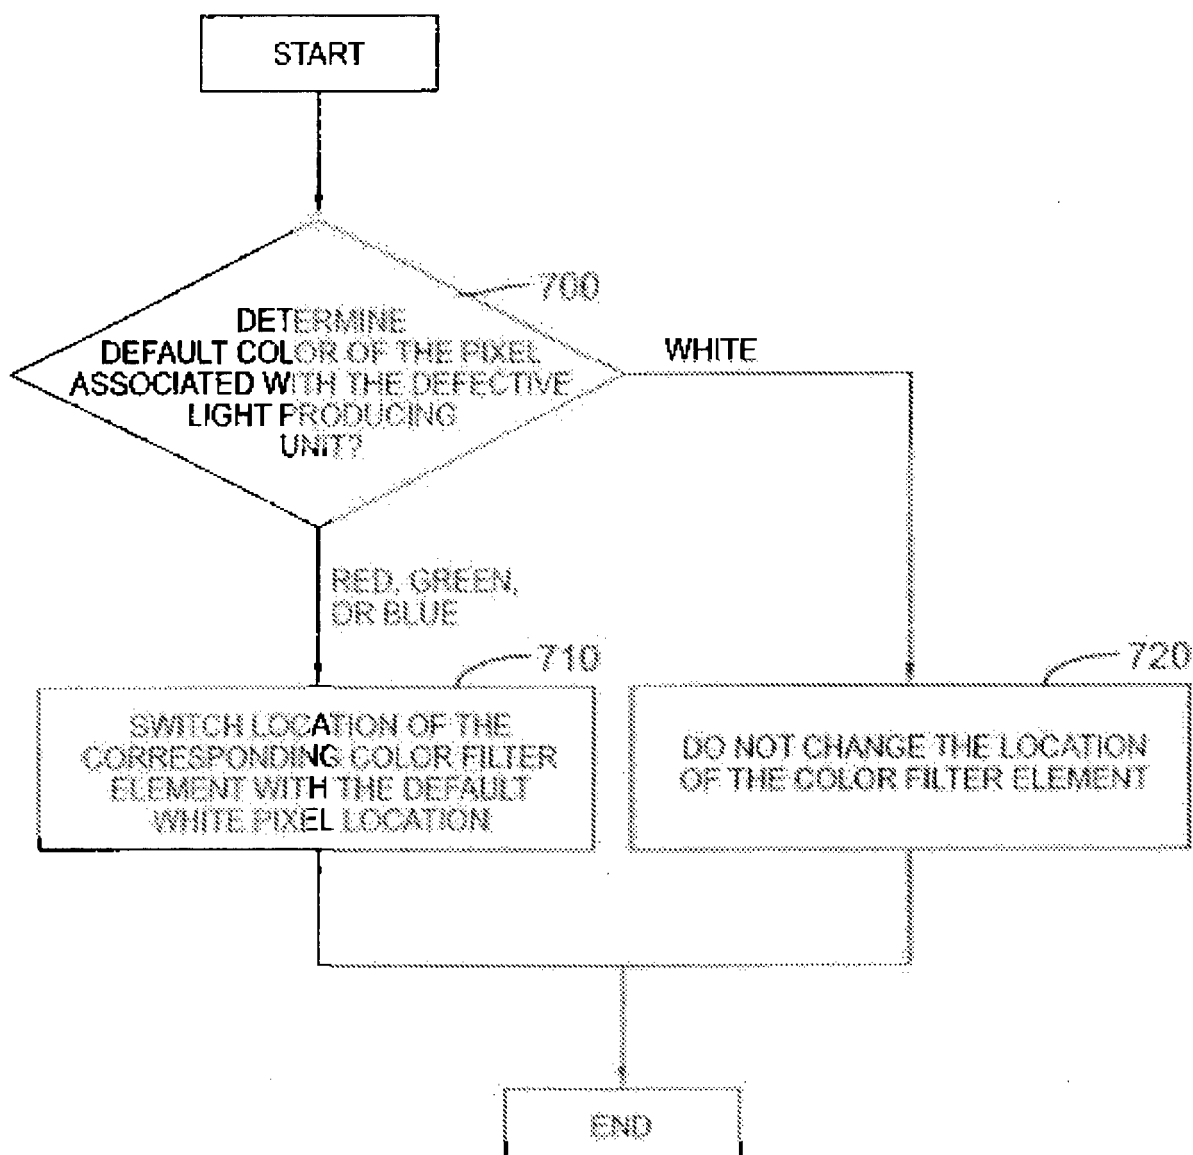 START
700
DETERMINE
DEFAULT COLOR OF THE PIXEL
ASSOCIATED WITH THE DEFECTIVE
LIGHT PRODUCING
UNIT?
WHITE
RED, GREEN,
OR BLUE
710
SWITCH LOCATION OF THE
CORRESPONDING COLOR FILTER
ELEMENT WITH THE DEFAULT
WHITE PIXEL LOCATION
720
DO NOT CHANGE THE LOCATION
OF THE COLOR FILTER ELEMENT
END